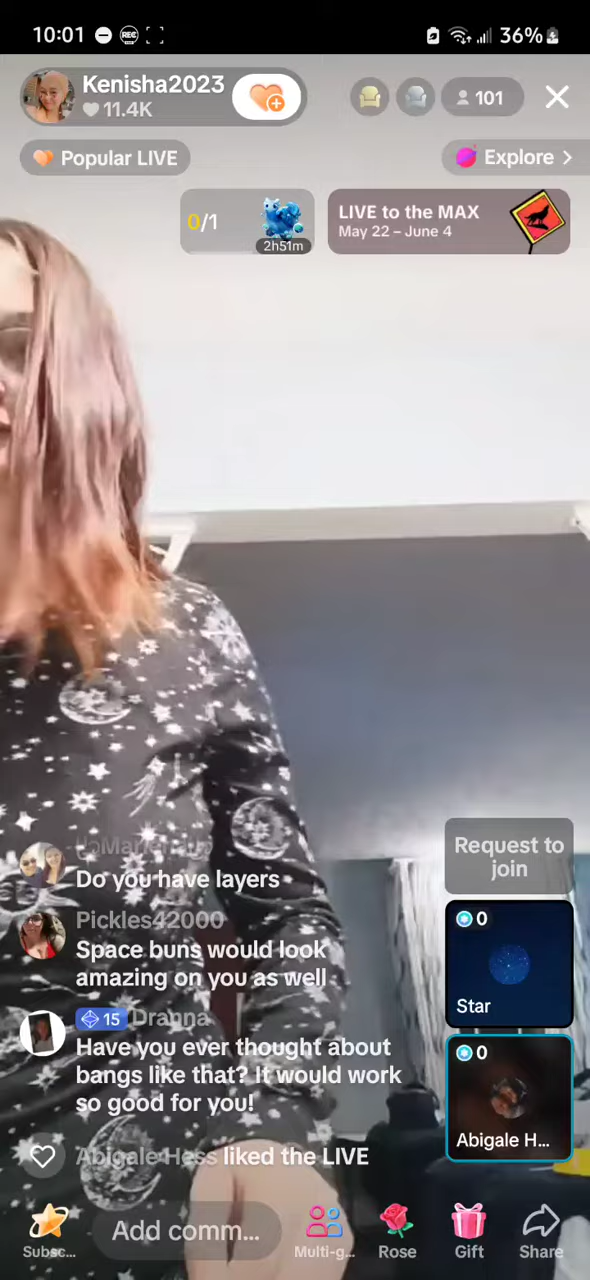 10:01
REC
36%
Kenisha2023
11.4K
101
Popular LIVE
Explore
0/1
2h51m
LIVE to the MAX
May 22 – June 4
Request to join
Do you have layers
0
Star
Pickles42000
Space buns would look
amazing on you as well
15 Dranna
Have you ever thought about
bangs like that? It would work
so good for you!
0
Abigale H...
Abigale Hess liked the LIVE
Add comm...
Subsc...
Multi-g...
Rose
Gift
Share